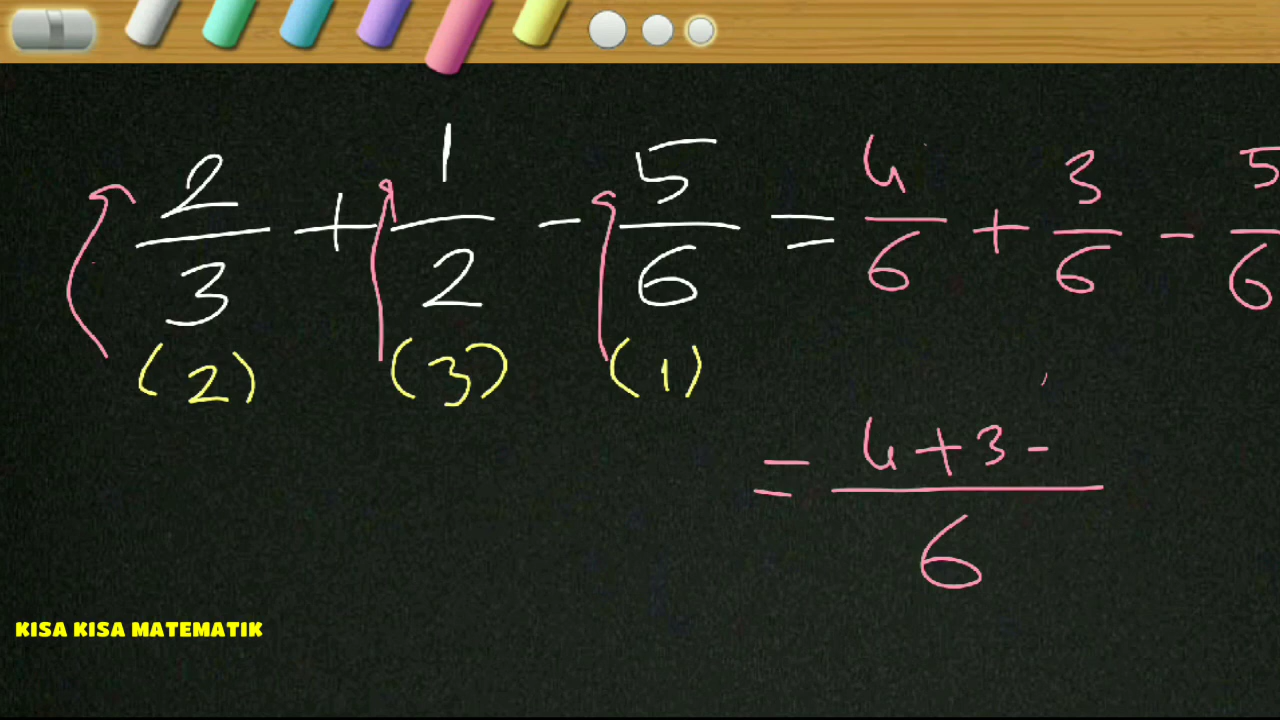 2/3 + 1/2 - 5/6 = 4/6 + 3/6 - 5/6
(2) (3) (1)
= 4+3-/6
KISA KISA MATEMATIK